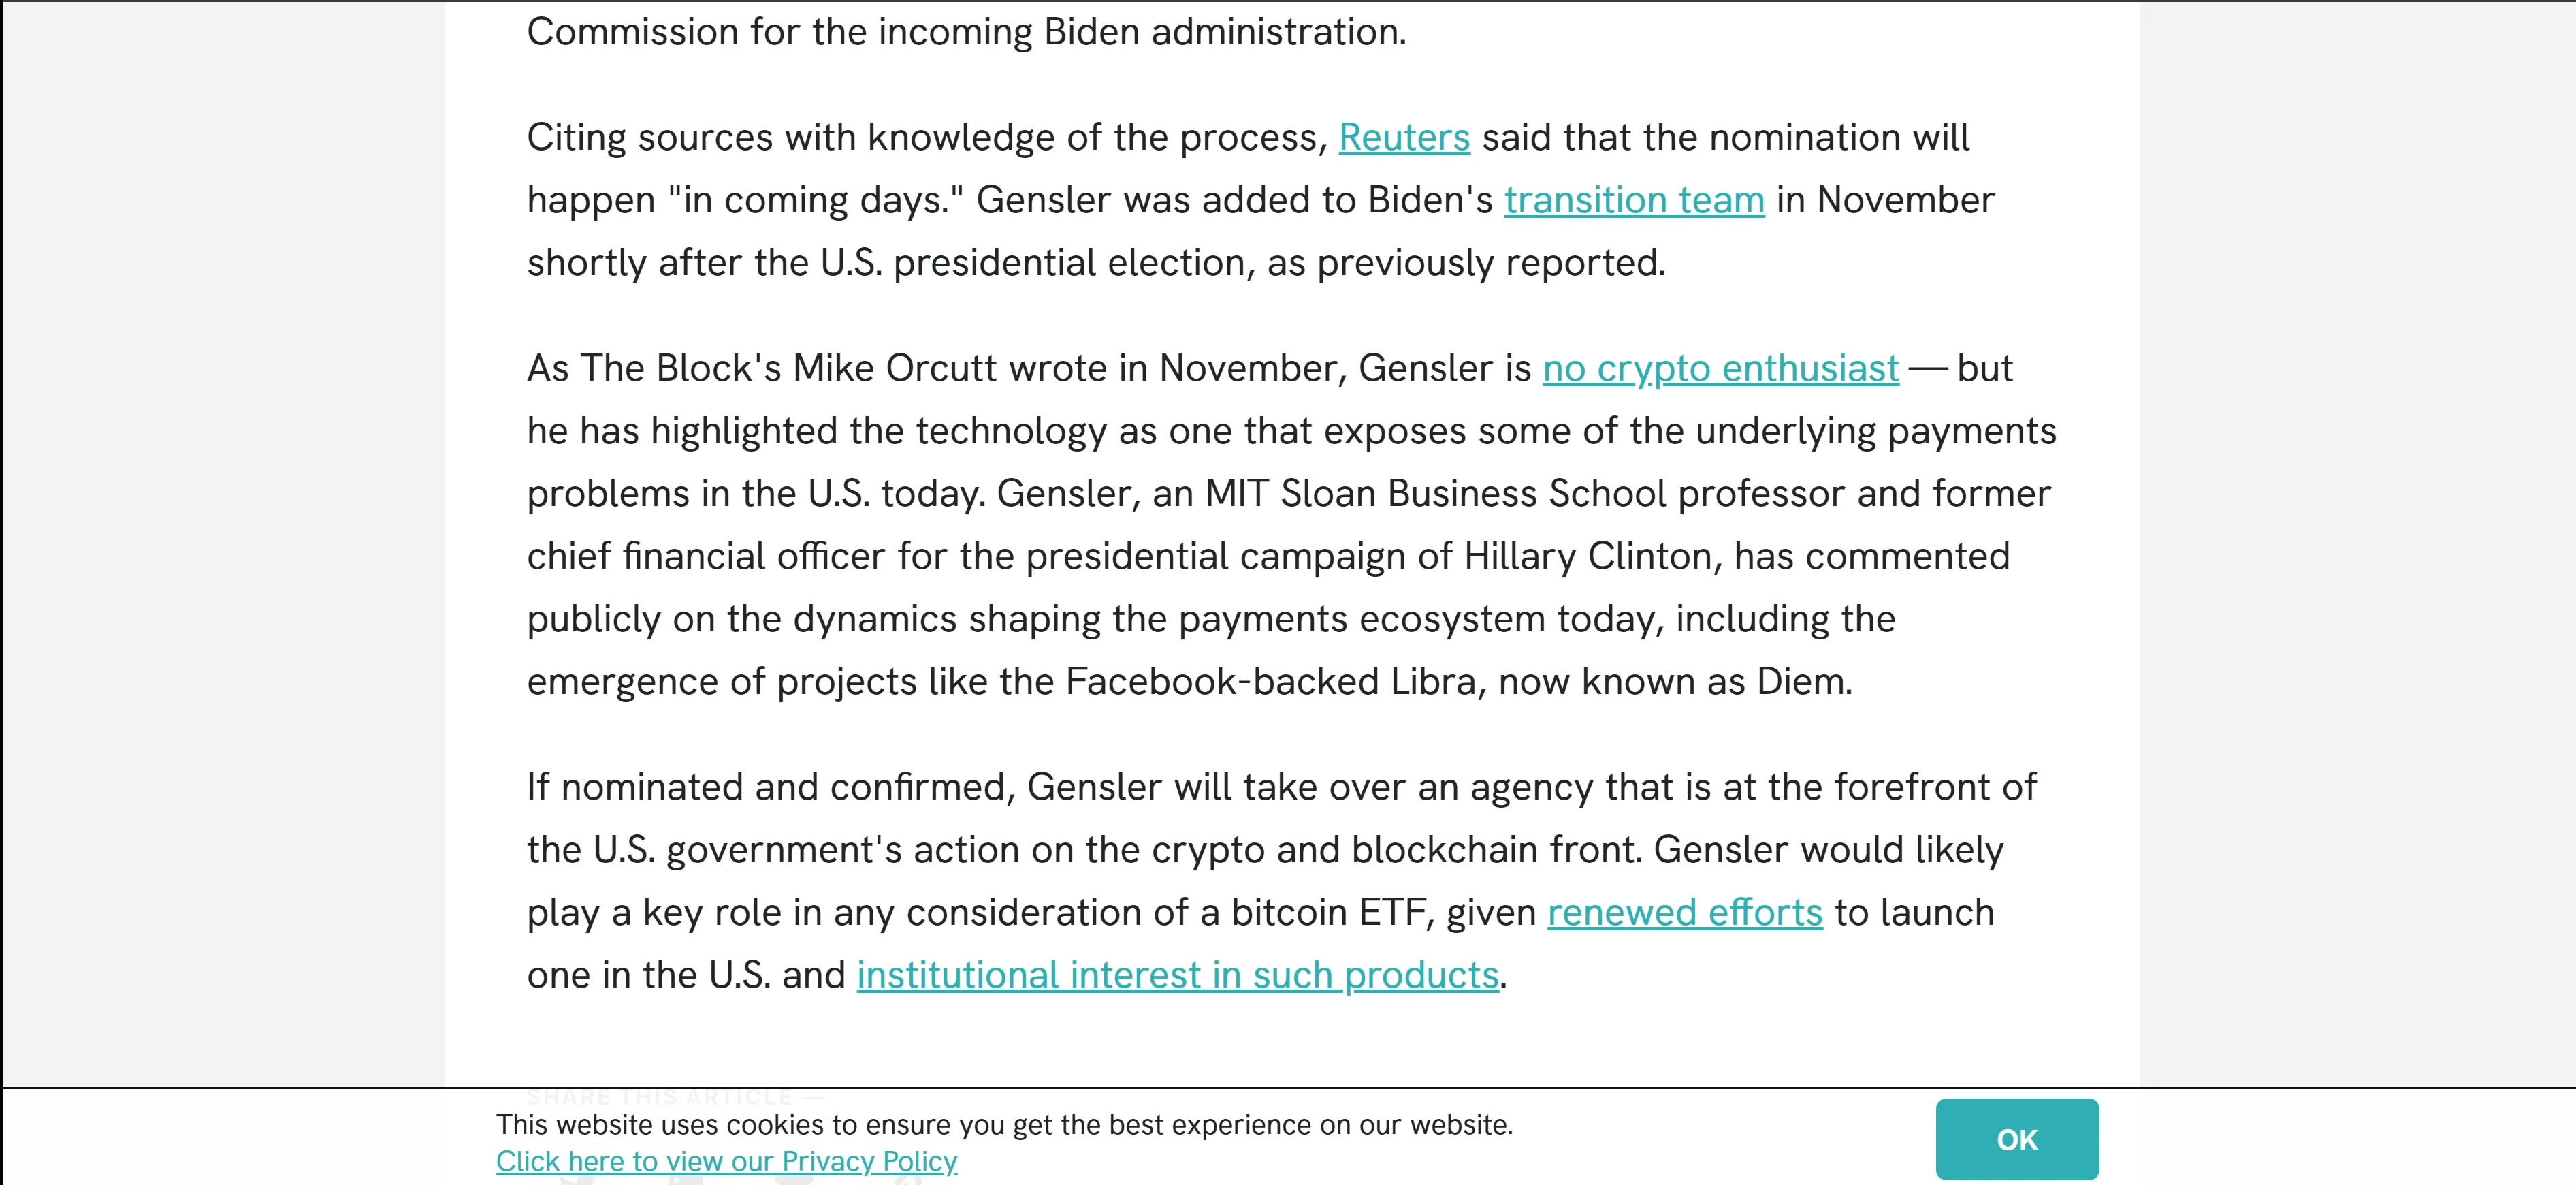 Commission for the incoming Biden administration.
Citing sources with knowledge of the process, Reuters said that the nomination will
happen "in coming days." Gensler was added to Biden's transition team in November
shortly after the U.S. presidential election, as previously reported.
As The Block's Mike Orcutt wrote in November, Gensler is no crypto enthusiast — but
he has highlighted the technology as one that exposes some of the underlying payments
problems in the U.S. today. Gensler, an MIT Sloan Business School professor and former
chief financial officer for the presidential campaign of Hillary Clinton, has commented
publicly on the dynamics shaping the payments ecosystem today, including the
emergence of projects like the Facebook-backed Libra, now known as Diem.
If nominated and confirmed, Gensler will take over an agency that is at the forefront of
the U.S. government's action on the crypto and blockchain front. Gensler would likely
play a key role in any consideration of a bitcoin ETF, given renewed efforts to launch
one in the U.S. and institutional interest in such products.
SHARE THIS ARTICLE →
This website uses cookies to ensure you get the best experience on our website.
Click here to view our Privacy Policy
OK